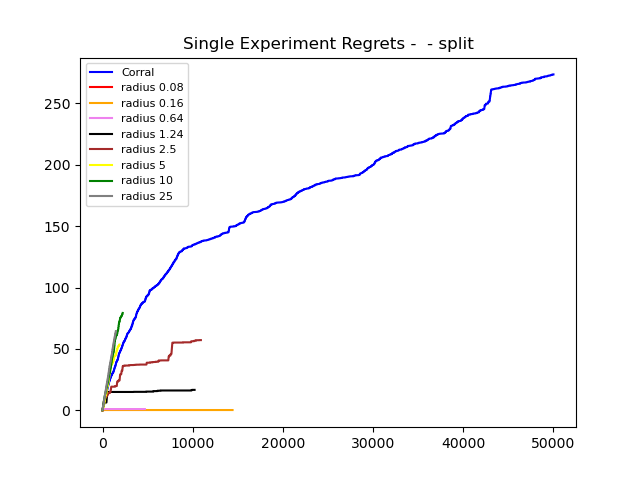 Single Experiment Regrets -  - split
Corral
radius 0.08
radius 0.16
radius 0.64
radius 1.24
radius 2.5
radius 5
radius 10
radius 25
250
200
150
100
50
0
0 10000 20000 30000 40000 50000